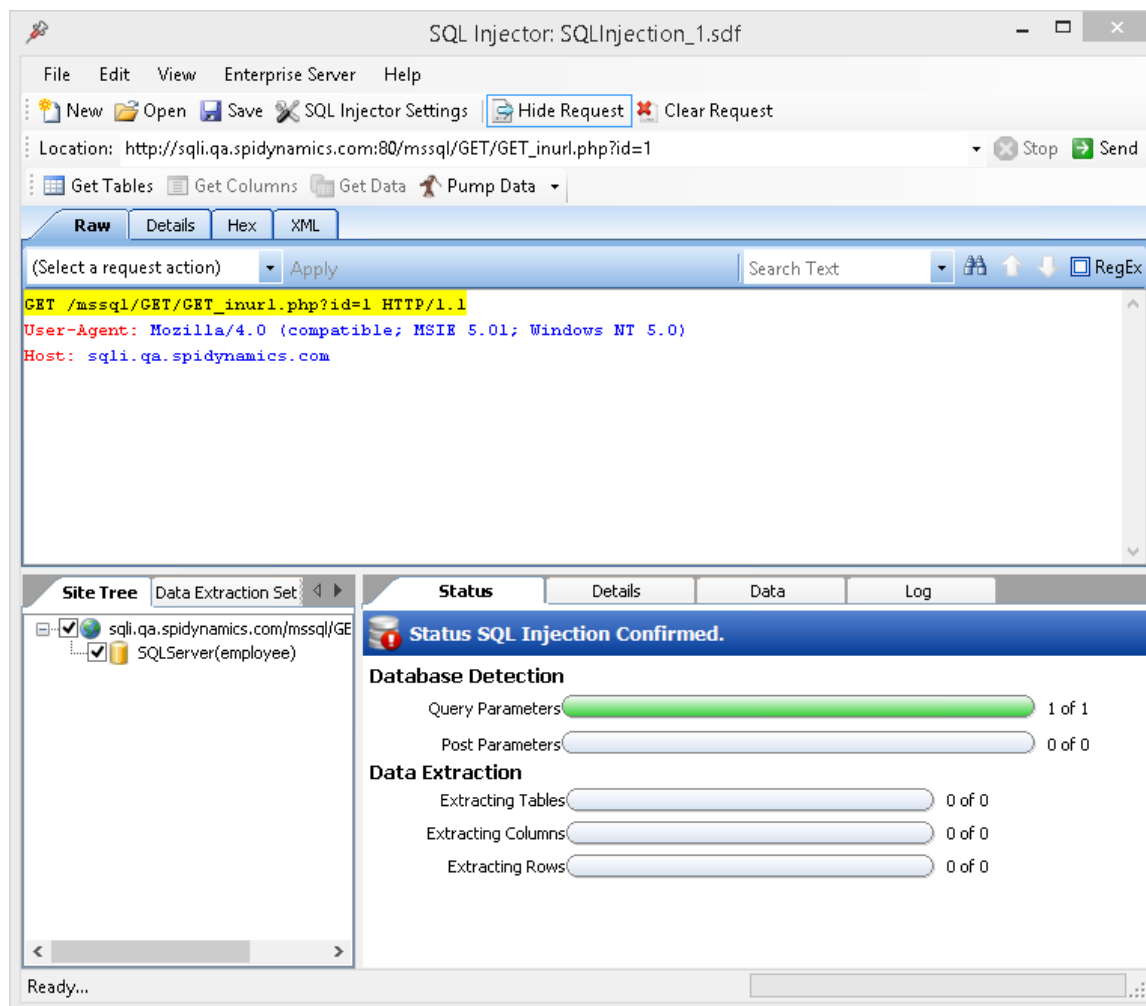 SQL Injector: SQLInjection_1.sdf
File Edit View Enterprise Server Help
New Open Save SQL Injector Settings Hide Request Clear Request
Location: http://sqli.qa.spidynamics.com:80/mssql/GET/GET_inurl.php?id=1 Stop Send
Get Tables Get Columns Get Data Pump Data
Raw Details Hex XML
(Select a request action) Apply Search Text RegEx
GET /mssql/GET/GET_inurl.php?id=1 HTTP/1.1
User-Agent: Mozilla/4.0 (compatible; MSIE 5.01; Windows NT 5.0)
Host: sqli.qa.spidynamics.com
Site Tree Data Extraction Set
sqli.qa.spidynamics.com/mssql/GE
SQLServer(employee)
Status Details Data Log
Status SQL Injection Confirmed.
Database Detection
Query Parameters 1 of 1
Post Parameters 0 of 0
Data Extraction
Extracting Tables 0 of 0
Extracting Columns 0 of 0
Extracting Rows 0 of 0
Ready...